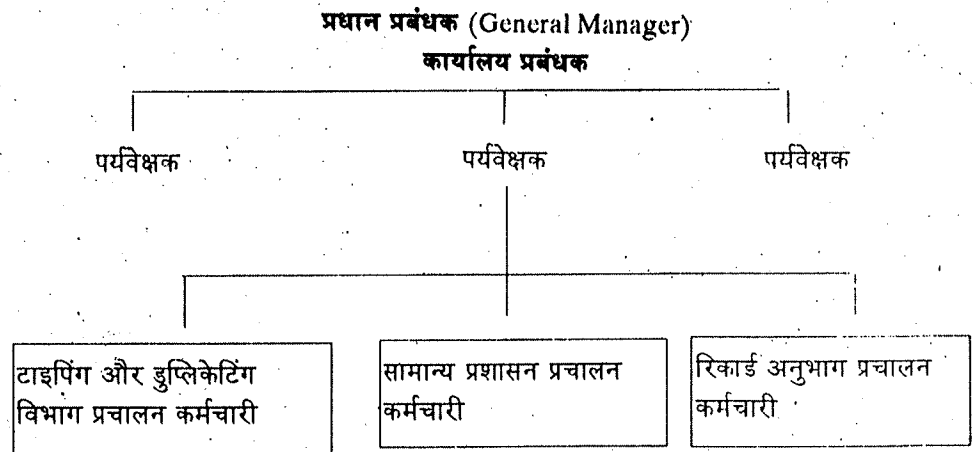 प्रधान प्रबंधक (General Manager)
कार्यालय प्रबंधक
पर्यवेक्षक पर्यवेक्षक पर्यवेक्षक
टाइपिंग और डुप्लिकेटिंग
विभाग प्रचालन कर्मचारी
सामान्य प्रशासन प्रचालन
कर्मचारी
रिकार्ड अनुभाग प्रचालन
कर्मचारी